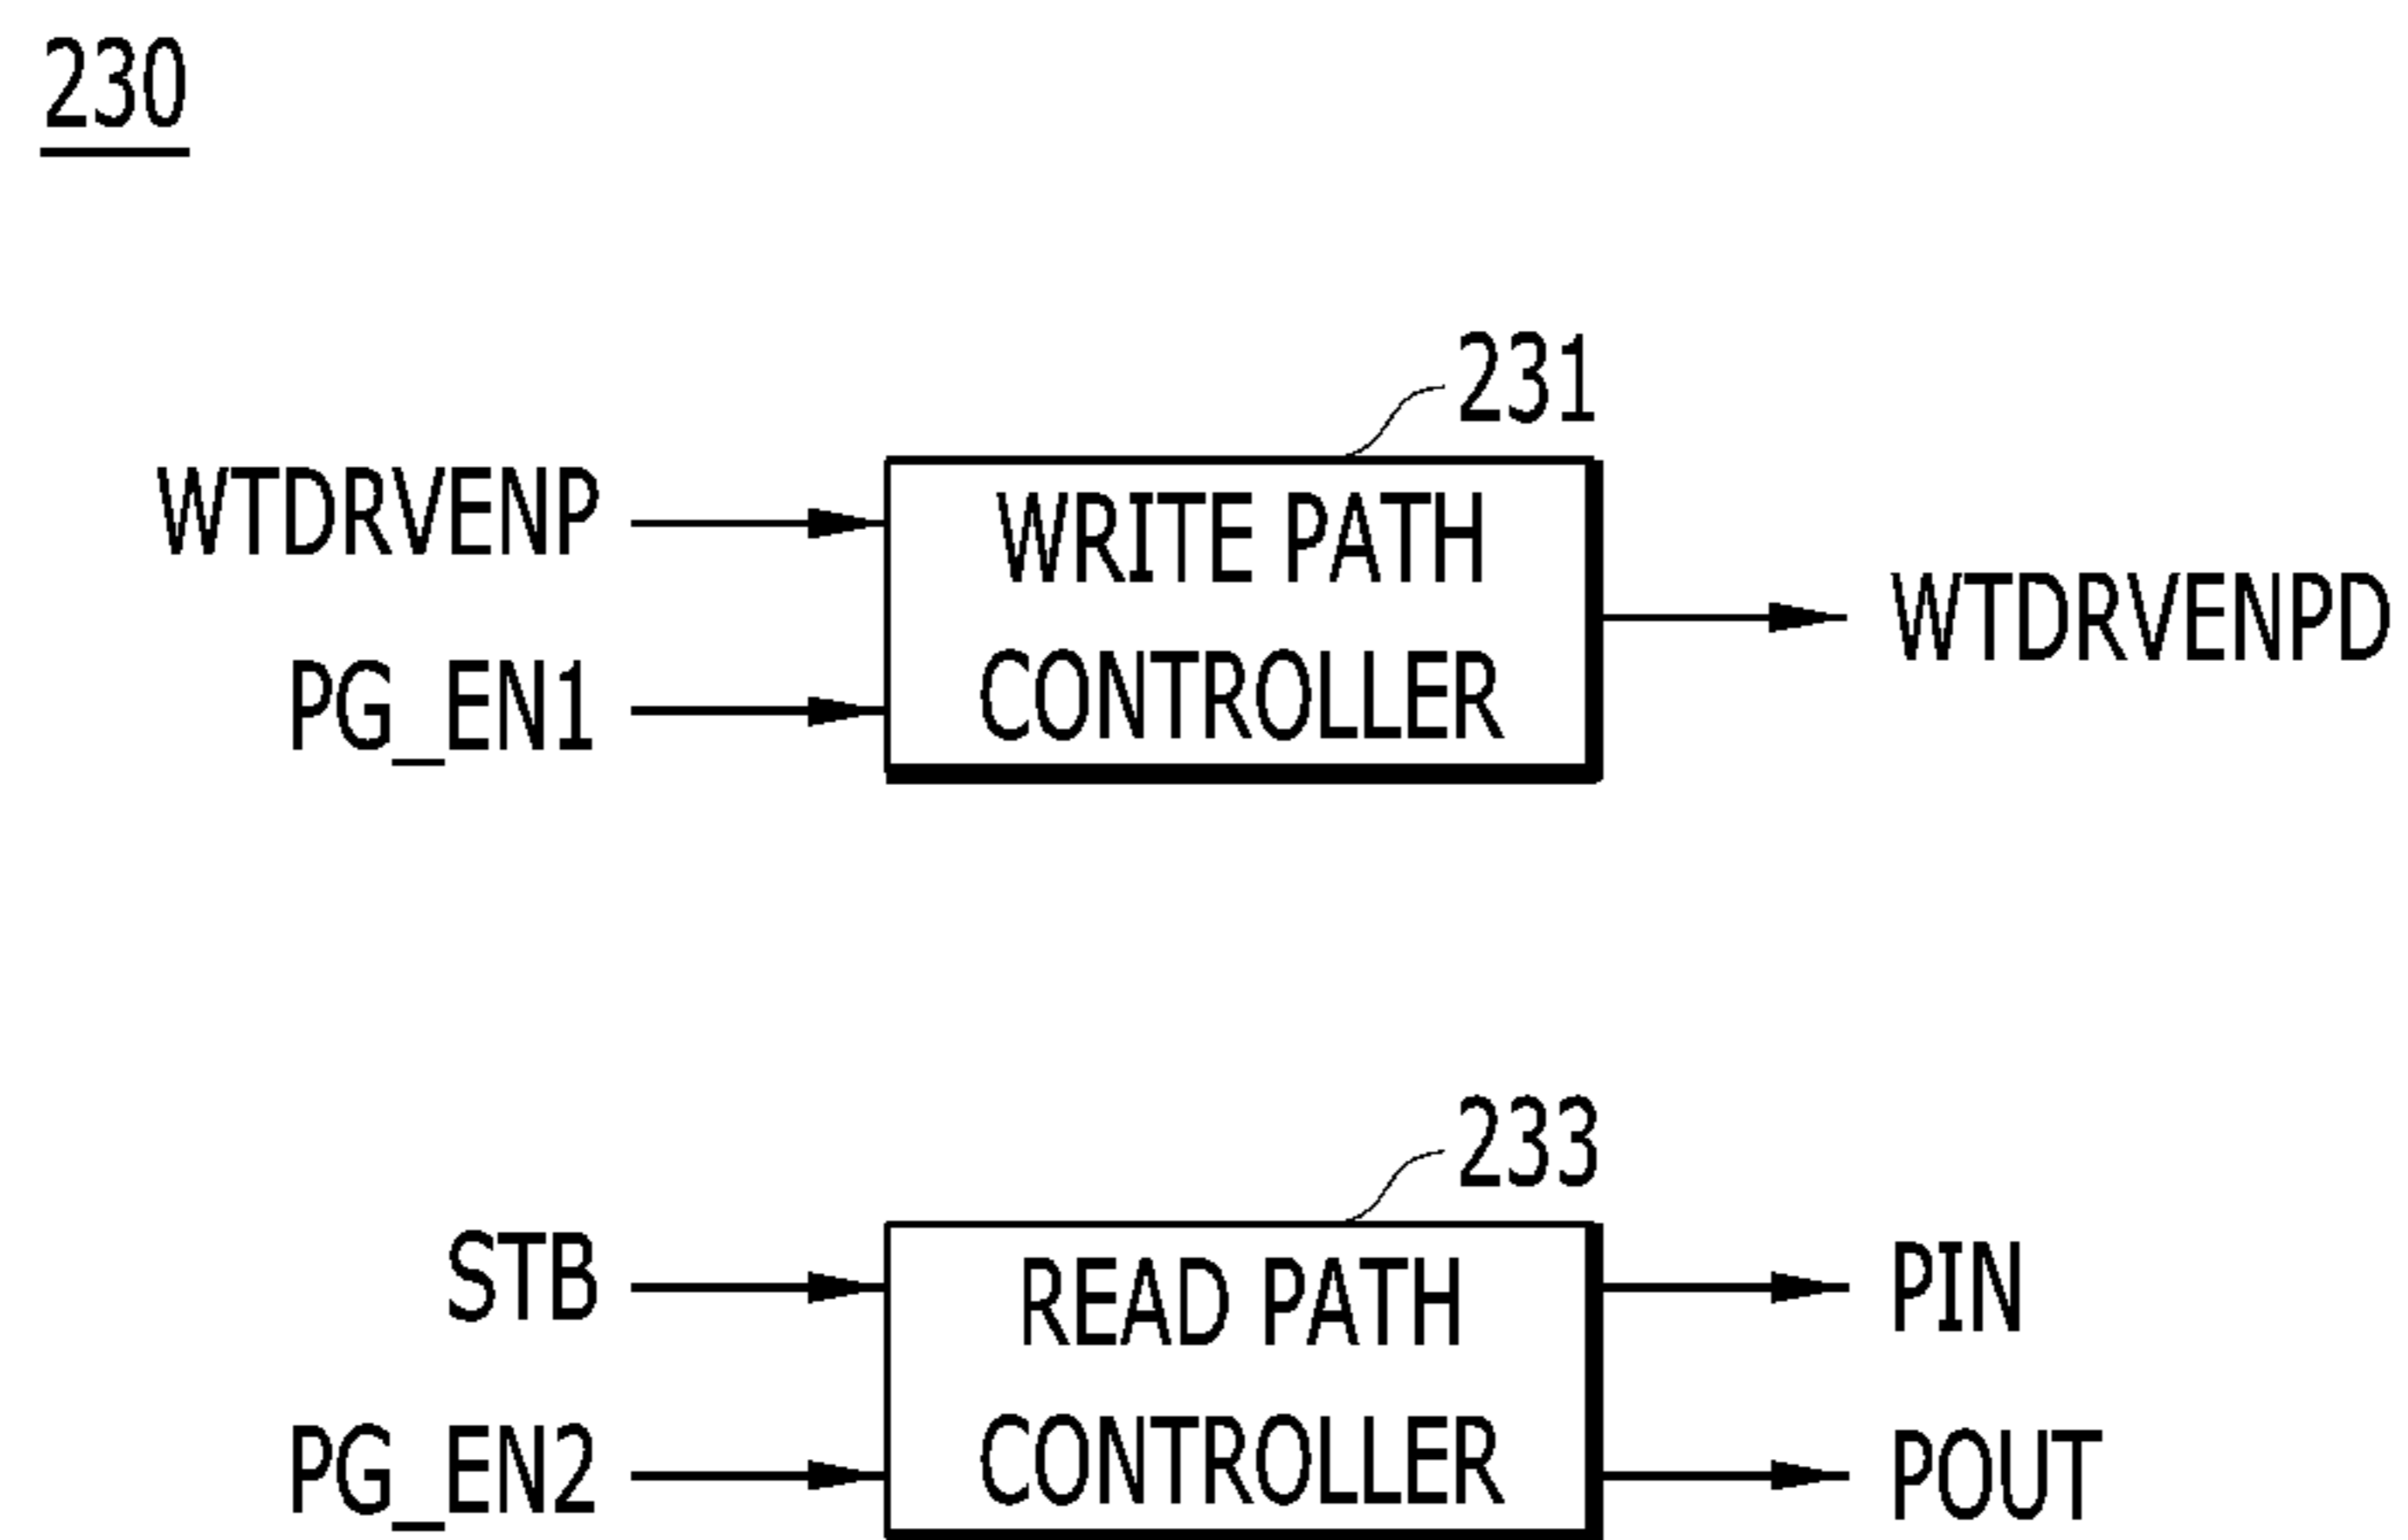 230
231
WTDRVENP
WRITE PATH
WTDRVENPD
PG_EN1
CONTROLLER
233
STB
READ PATH
PIN
PG_EN2
CONTROLLER
POUT